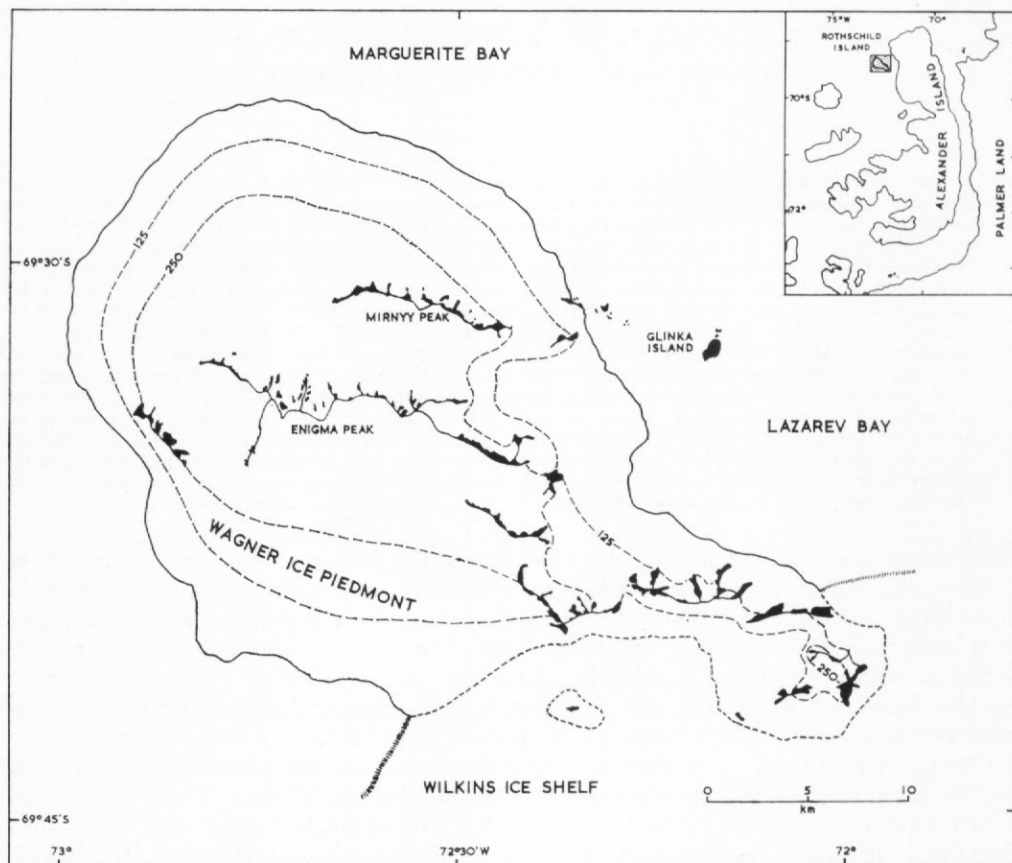 MARGUERITE BAY
75°W
70°
ROTHSCHILD
ISLAND
70°S
72°
ALEXANDER ISLAND
PALMER LAND
125
250
69°30'S
MIRNYY PEAK
GLINKA
ISLAND
ENIGMA PEAK
LAZAREV BAY
WAGNER ICE PIEDMONT
125
250
WILKINS ICE SHELF
0 5 10
km
69°45'S
73°
72°30'W
72°